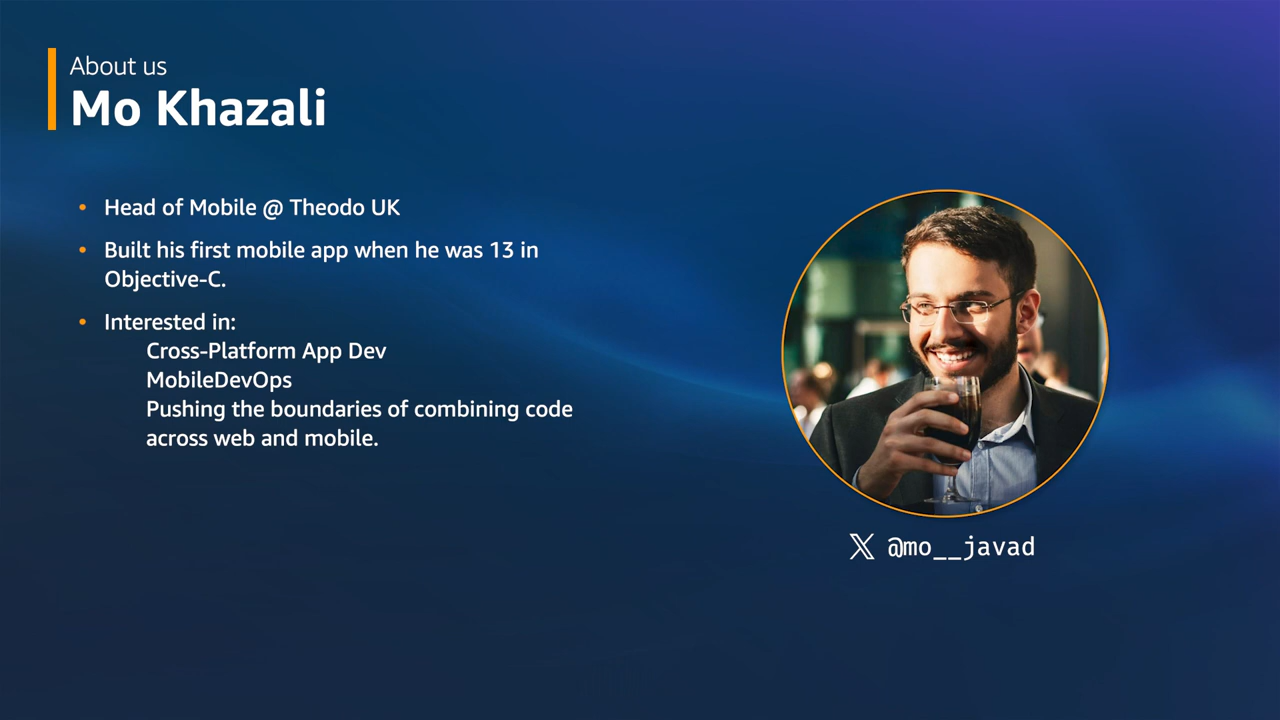 About us
Mo Khazali
• Head of Mobile @ Theodo UK
• Built his first mobile app when he was 13 in
Objective-C.
• Interested in:
Cross-Platform App Dev
MobileDevOps
Pushing the boundaries of combining code
across web and mobile.
𝕏 @mo__javad